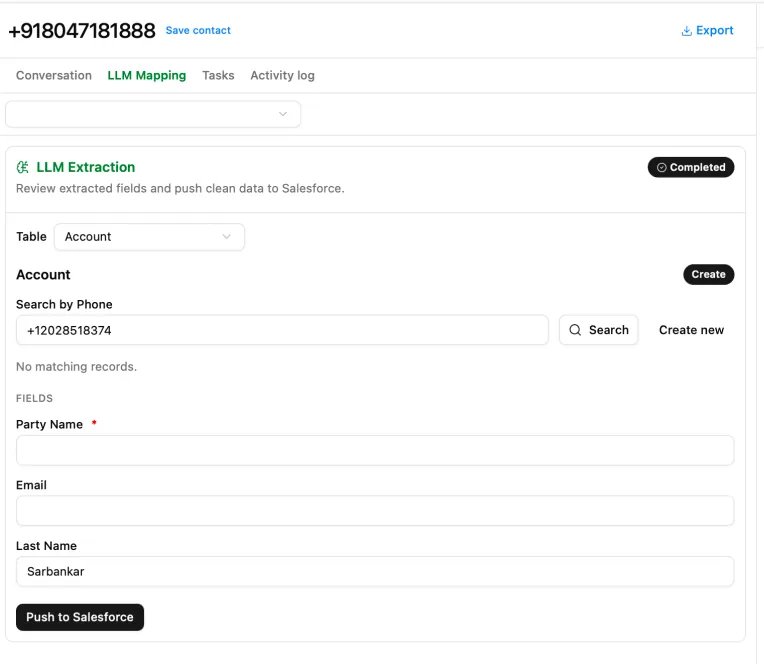 +918047181888 Save contact Export
Conversation LLM Mapping Tasks Activity log
LLM Extraction Completed
Review extracted fields and push clean data to Salesforce.
Table Account
Account Create
Search by Phone
+12028518374 Search Create new
No matching records.
FIELDS
Party Name *
Email
Last Name
Sarbankar
Push to Salesforce